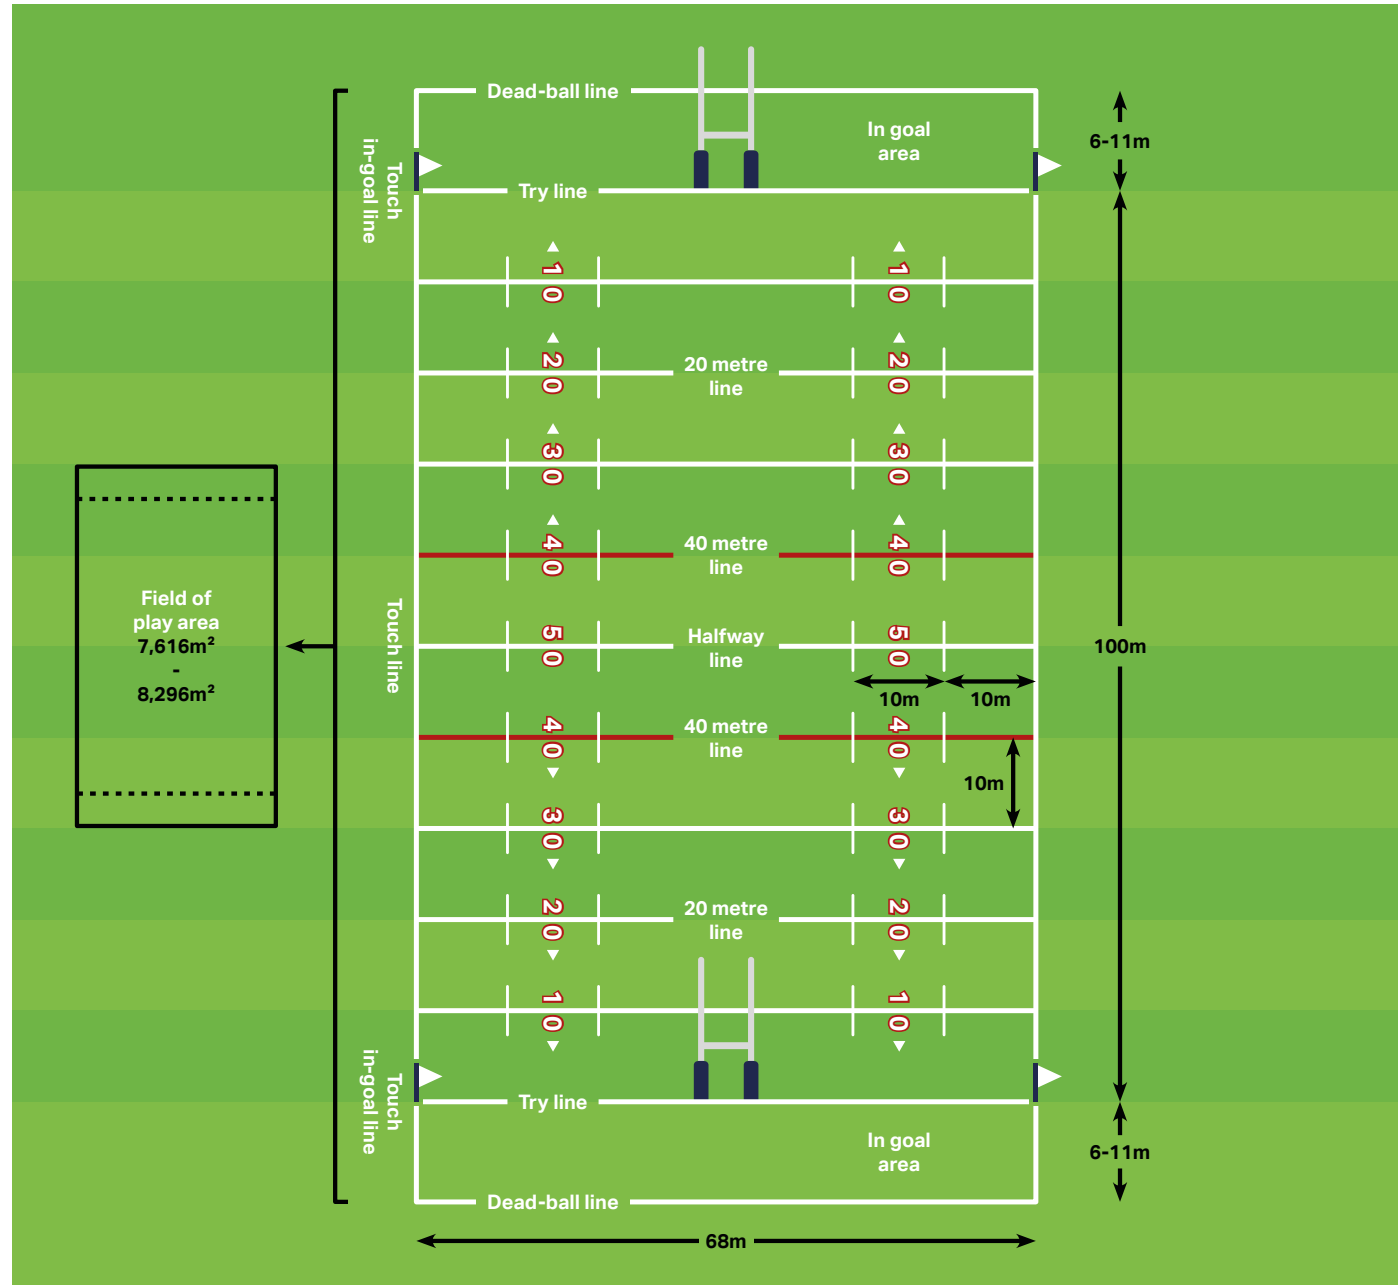 Dead-ball line
In goal
area
6-11m
Touch
in-goal line
Try line
10
10
20
20 metre
line
20
30
30
40
40 metre
line
40
Field of
play area
7,616m²
-
8,296m²
Touch line
50
Halfway
line
50
100m
10m
10m
40
40 metre
line
40
10m
30
30
20
20 metre
line
20
10
10
Touch
in-goal line
Try line
In goal
area
6-11m
Dead-ball line
68m